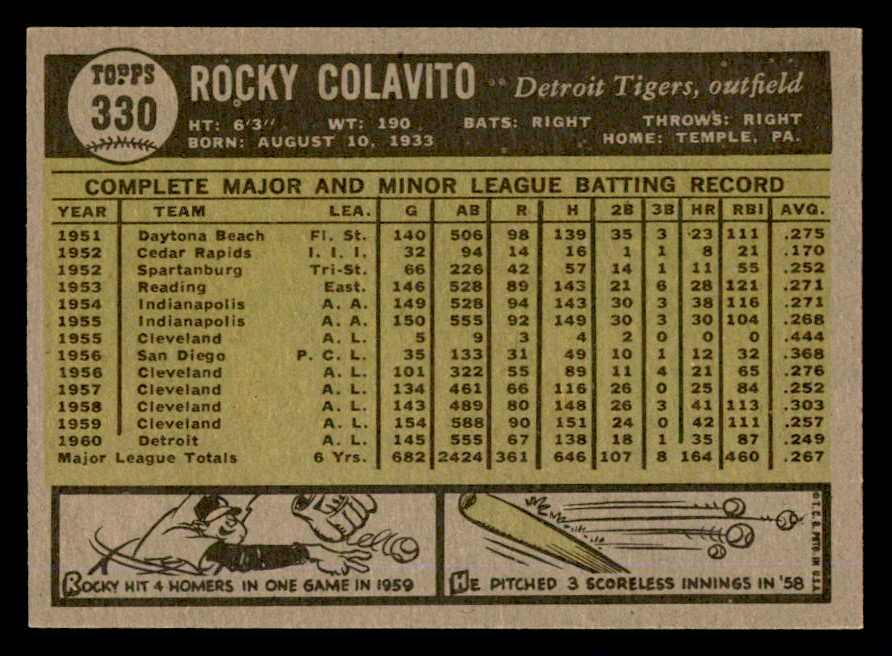 TOPPS
330
ROCKY COLAVITO •• Detroit Tigers, outfield
HT: 6'3" WT: 190 BATS: RIGHT THROWS: RIGHT
BORN: AUGUST 10, 1933 HOME: TEMPLE, PA.
COMPLETE MAJOR AND MINOR LEAGUE BATTING RECORD
YEAR TEAM LEA. G AB R H 2B 3B HR RBI AVG.
1951 Daytona Beach Fl. St. 140 506 98 139 35 3 23 111 .275
1952 Cedar Rapids I. I. I. 32 94 14 16 1 1 8 21 .170
1952 Spartanburg Tri-St. 66 226 42 57 14 1 11 55 .252
1953 Reading East. 146 528 89 143 21 6 28 121 .271
1954 Indianapolis A. A. 149 528 94 143 30 3 38 116 .271
1955 Indianapolis A. A. 150 555 92 149 30 3 30 104 .268
1955 Cleveland A. L. 5 9 3 4 2 0 0 0 .444
1956 San Diego P. C. L. 35 133 31 49 10 1 12 32 .368
1956 Cleveland A. L. 101 322 55 89 11 4 21 65 .276
1957 Cleveland A. L. 134 461 66 116 26 0 25 84 .252
1958 Cleveland A. L. 143 489 80 148 26 3 41 113 .303
1959 Cleveland A. L. 154 588 90 151 24 0 42 111 .257
1960 Detroit A. L. 145 555 67 138 18 1 35 87 .249
Major League Totals 6 Yrs. 682 2424 361 646 107 8 164 460 .267
ROCKY HIT 4 HOMERS IN ONE GAME IN 1959
HE PITCHED 3 SCORELESS INNINGS IN '58
©T.C.G. PRTD. IN U.S.A.